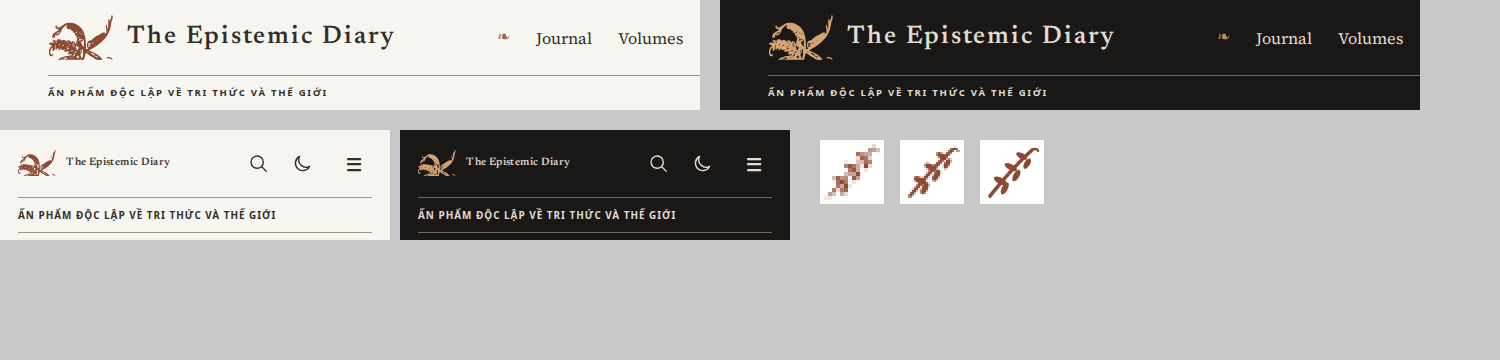 The Epistemic Diary
❧ Journal Volumes
ẤN PHẨM ĐỘC LẬP VỀ TRI THỨC VÀ THẾ GIỚI
The Epistemic Diary
❧ Journal Volumes
ẤN PHẨM ĐỘC LẬP VỀ TRI THỨC VÀ THẾ GIỚI
The Epistemic Diary
ẤN PHẨM ĐỘC LẬP VỀ TRI THỨC VÀ THẾ GIỚI
The Epistemic Diary
ẤN PHẨM ĐỘC LẬP VỀ TRI THỨC VÀ THẾ GIỚI